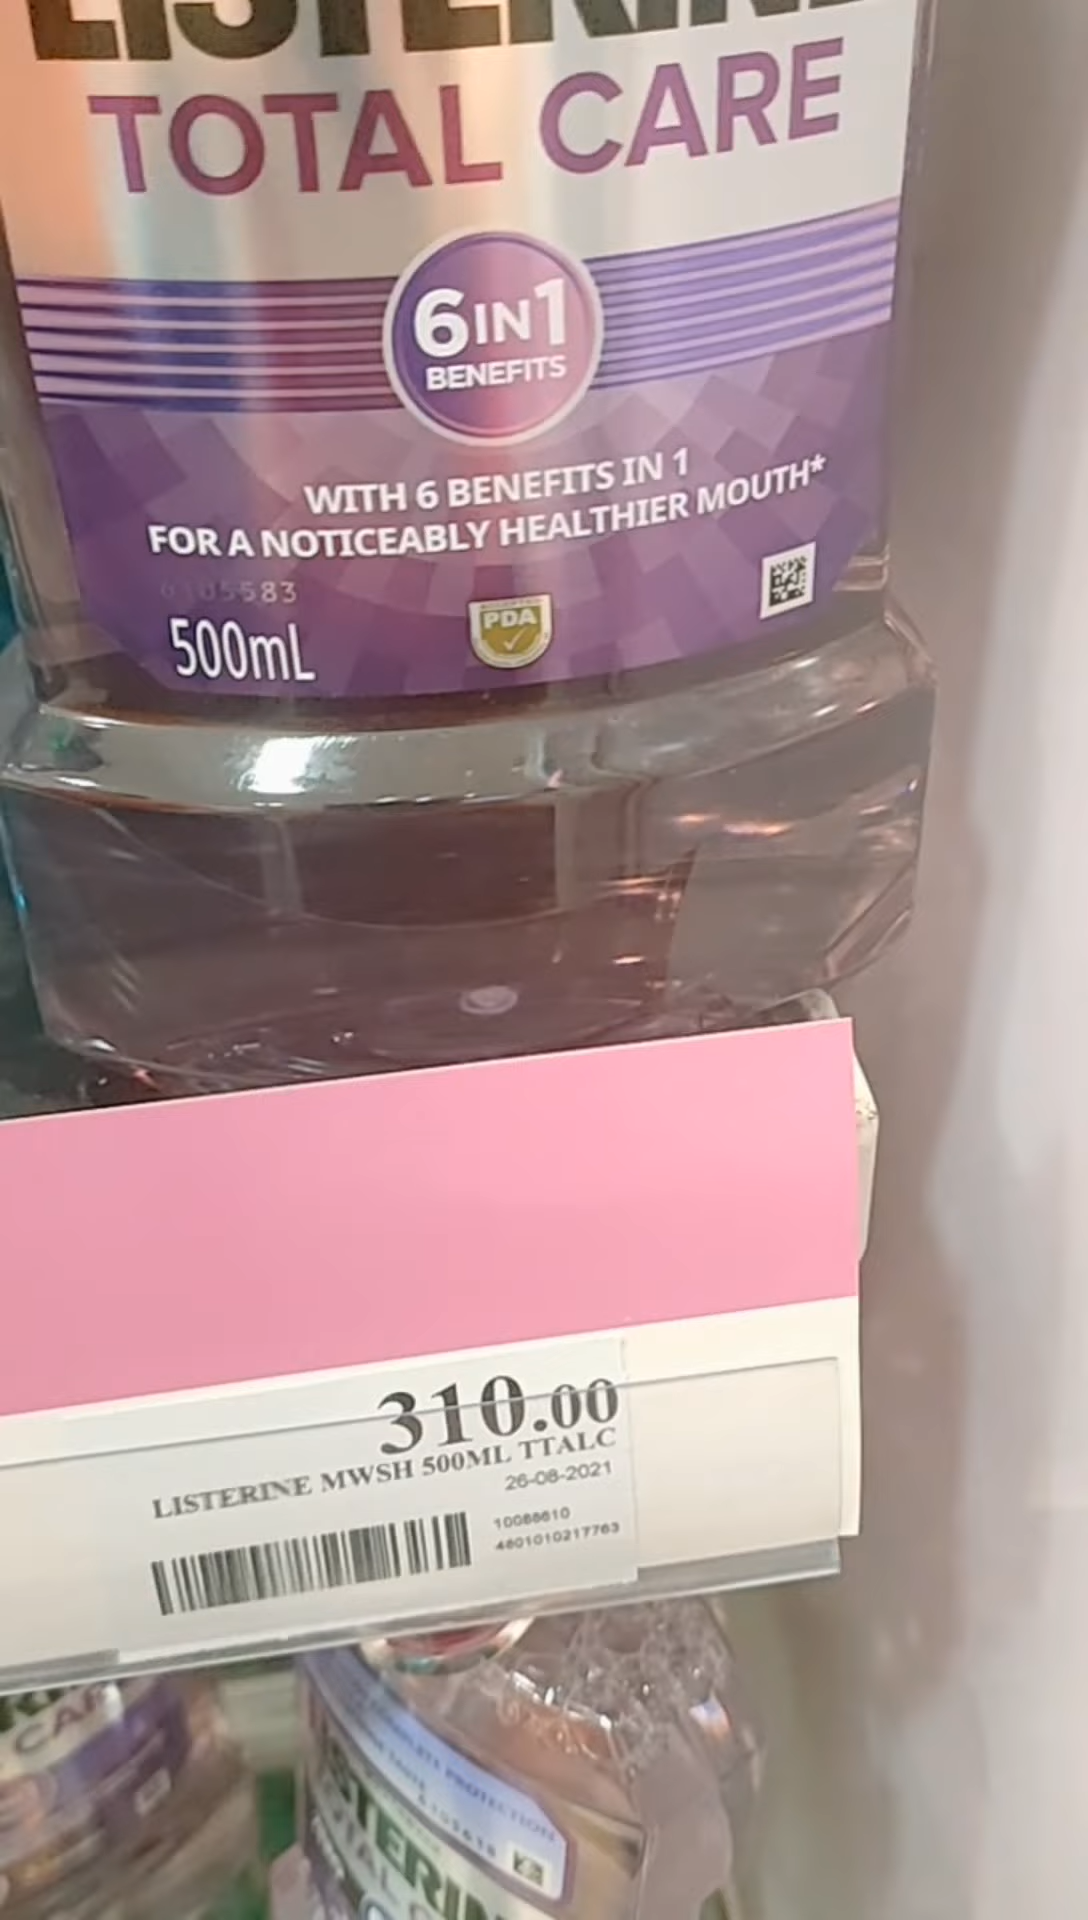 LISTERINE
TOTAL CARE
6IN1
BENEFITS
WITH 6 BENEFITS IN 1
FOR A NOTICEABLY HEALTHIER MOUTH*
500mL
PDA
310.00
LISTERINE MWSH 500ML TTALC
26-08-2021
10088610
4801010217763